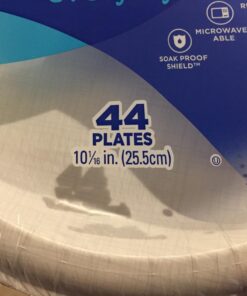 MICROWAVE
ABLE
SOAK PROOF
SHIELD™
44
PLATES
10 1/16 in. (25.5cm)